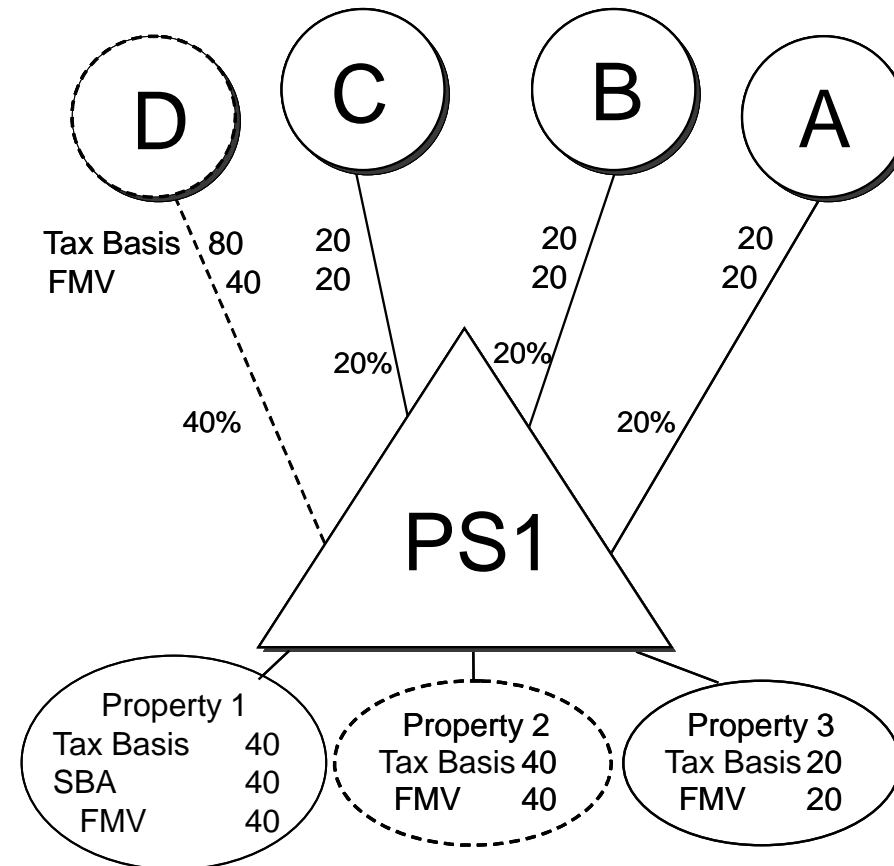 D
C
B
A
Tax Basis 80
FMV 40
20
20
20
20
20
20
40%
20%
20%
20%
PS1
Property 1
Tax Basis 40
SBA 40
FMV 40
Property 2
Tax Basis 40
FMV 40
Property 3
Tax Basis 20
FMV 20